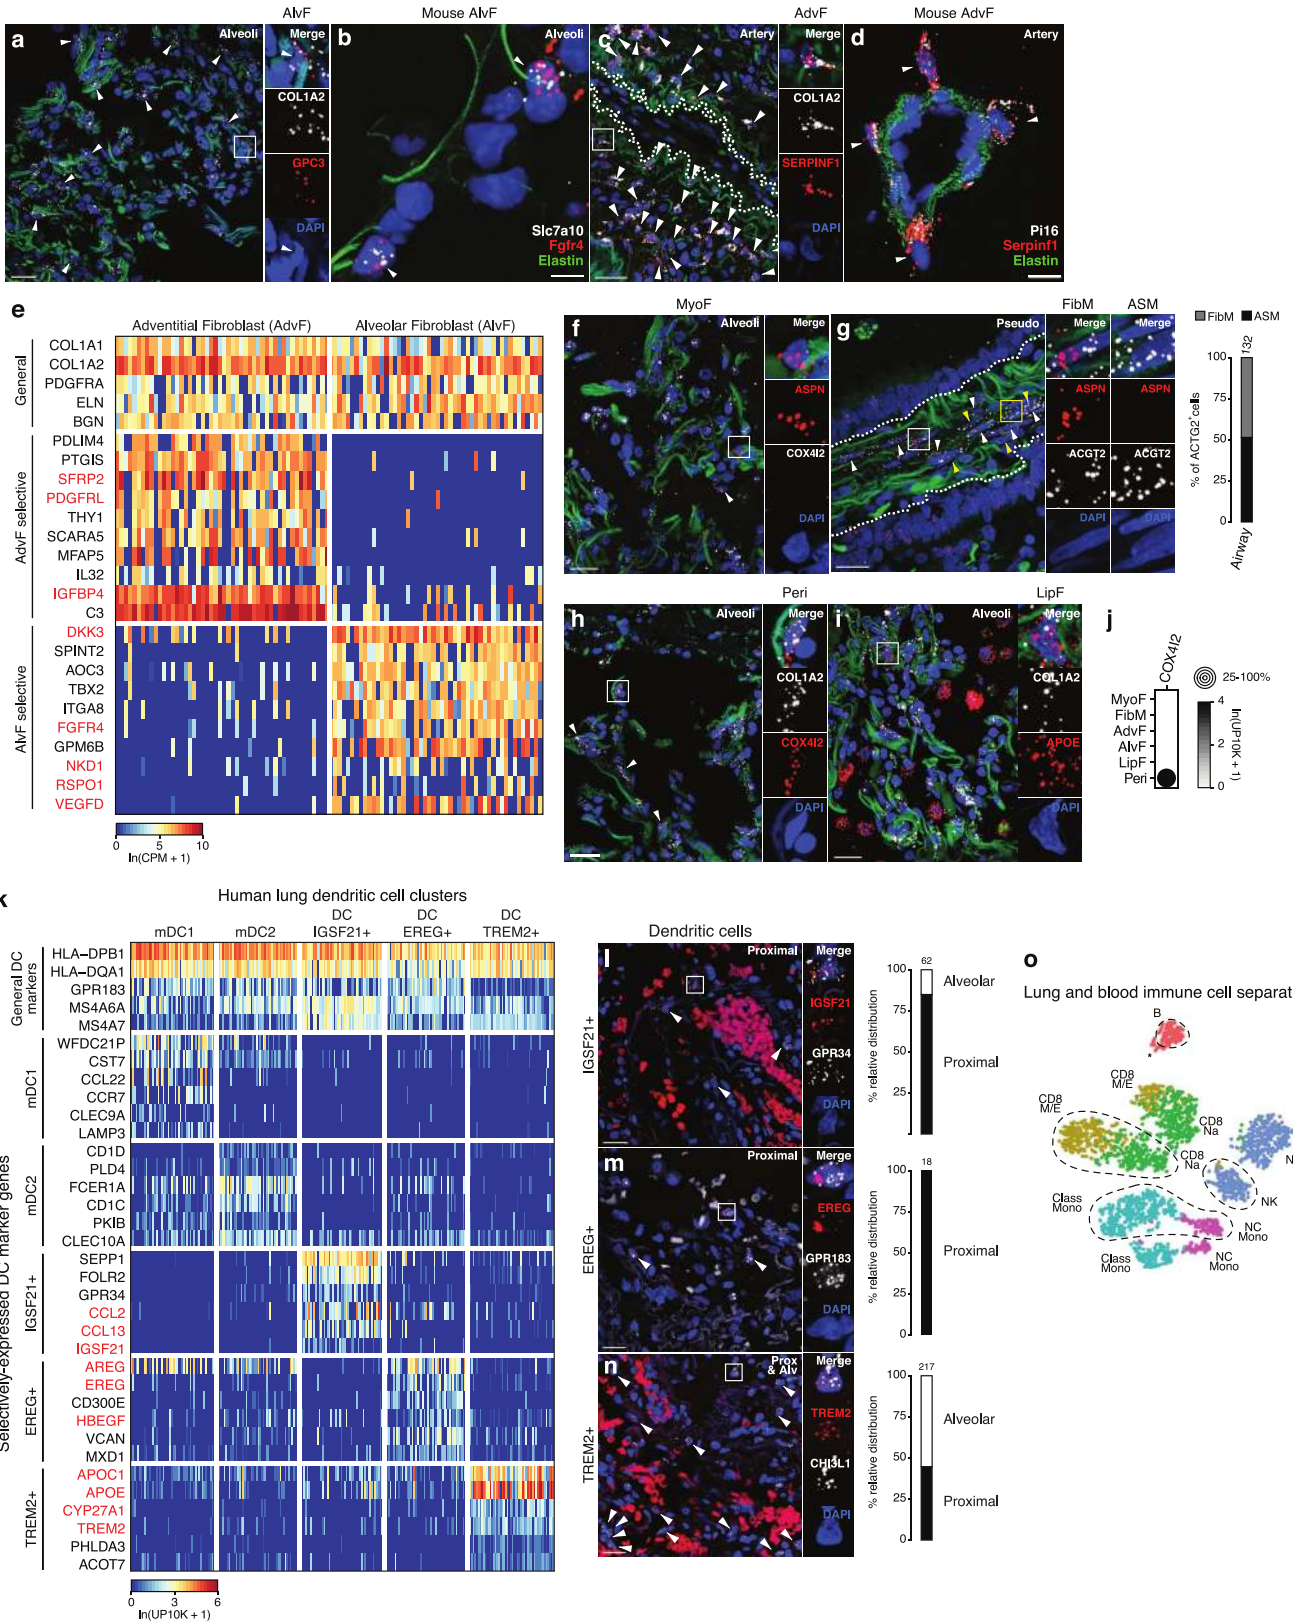 AlvF
Mouse AlvF
AdvF
Mouse AdvF
a
Alveoli
Merge
COL1A2
GPC3
DAPI
b
Alveoli
Slc7a10
Fgfr4
Elastin
c
Artery
Merge
COL1A2
SERPINF1
DAPI
d
Artery
Pi16
Serpinf1
Elastin
e
Adventitial Fibroblast (AdvF)
Alveolar Fibroblast (AlvF)
General
COL1A1
COL1A2
PDGFRA
ELN
BGN
AdvF selective
PDLIM4
PTGIS
SFRP2
PDGFRL
THY1
SCARA5
MFAP5
IL32
IGFBP4
C3
AlvF selective
DKK3
SPINT2
AOC3
TBX2
ITGA8
FGFR4
GPM6B
NKD1
RSPO1
VEGFD
0 5 10
ln(CPM + 1)
MyoF
f
Alveoli
Merge
ASPN
COX4I2
DAPI
FibM
ASM
g
Pseudo
Merge
Merge
ASPN
ASPN
ACGT2
ACGT2
DAPI
DAPI
FibM ASM
132
% of ACTG2+cells
100
75
50
25
0
Airway
Peri
h
Alveoli
Merge
COL1A2
COX4I2
DAPI
LipF
i
Alveoli
Merge
COL1A2
APOE
DAPI
j
COX4I2
MyoF
FibM
AdvF
AlvF
LipF
Peri
25-100%
4
2
0
ln(UP10K + 1)
k
Human lung dendritic cell clusters
mDC1
mDC2
DC
IGSF21+
DC
EREG+
DC
TREM2+
Selectively-expressed DC marker genes
General DC
markers
HLA-DPB1
HLA-DQA1
GPR183
MS4A6A
MS4A7
mDC1
WFDC21P
CST7
CCL22
CCR7
CLEC9A
LAMP3
mDC2
CD1D
PLD4
FCER1A
CD1C
PKIB
CLEC10A
IGSF21+
SEPP1
FOLR2
GPR34
CCL2
CCL13
IGSF21
EREG+
AREG
EREG
CD300E
HBEGF
VCAN
MXD1
TREM2+
APOC1
APOE
CYP27A1
TREM2
PHLDA3
ACOT7
0 3 6
ln(UP10K + 1)
Dendritic cells
IGSF21+
l
Proximal
Merge
IGSF21
GPR34
DAPI
62
% relative distribution
100
75
50
25
0
Alveolar
Proximal
EREG+
m
Proximal
Merge
EREG
GPR183
DAPI
18
% relative distribution
100
75
50
25
0
Proximal
TREM2+
n
Prox
& Alv
Merge
TREM2
CHI3L1
DAPI
217
% relative distribution
100
75
50
25
0
Alveolar
Proximal
o
Lung and blood immune cell separat
B
*
CD8
M/E
CD8
M/E
CD8
Na
CD8
Na
N
NK
Class
Mono
NC
Mono
Class
Mono
NC
Mono